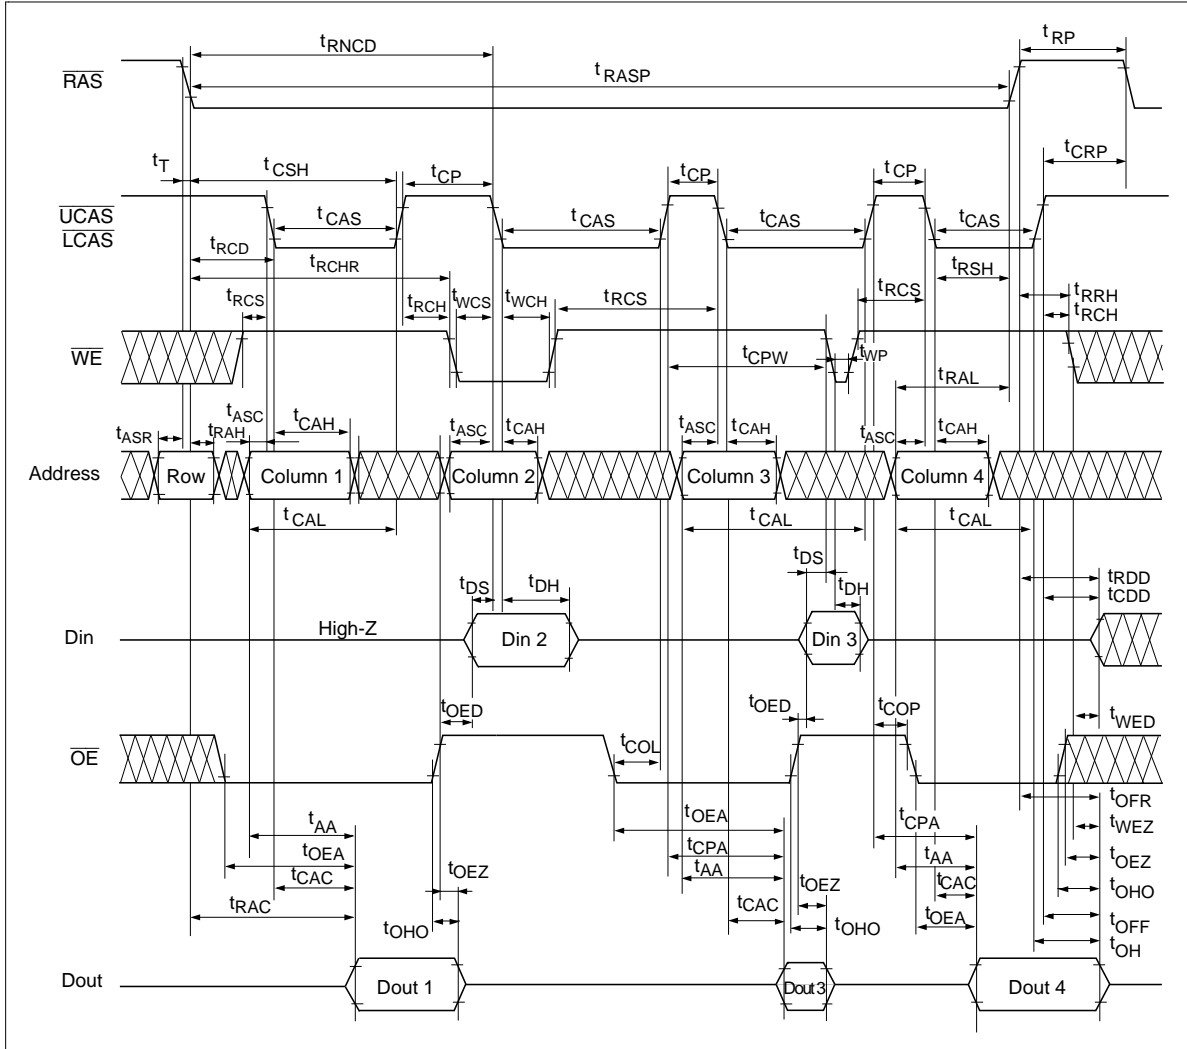 tRNCD
tRP
RAS
tRASP
tT
tCSH
tCRP
tCP
tCP
tCP
UCAS
LCAS
tCAS
tCAS
tCAS
tCAS
tRCD
tRCHR
tRSH
tRCS
tRCH
tWCS
tWCH
tRCS
tRCS
tRRH
tRCH
WE
tCPW
tWP
tRAL
tASR
tRAH
tASC
tCAH
tASC
tCAH
tASC
tCAH
tASC
tCAH
Address
Row
Column 1
Column 2
Column 3
Column 4
tCAL
tCAL
tCAL
tDS
tDH
tDS
tDH
tRDD
tCDD
Din
High-Z
Din 2
Din 3
tOED
tOED
tCOP
tWED
OE
tCOL
tAA
tOEA
tCPA
tOFR
tOEA
tCPA
tWEZ
tCAC
tOEZ
tAA
tOEZ
tAA
tOEZ
tRAC
tOHO
tCAC
tOHO
tCAC
tOEA
tOHO
tOFF
tOH
Dout
Dout 1
Dout 3
Dout 4